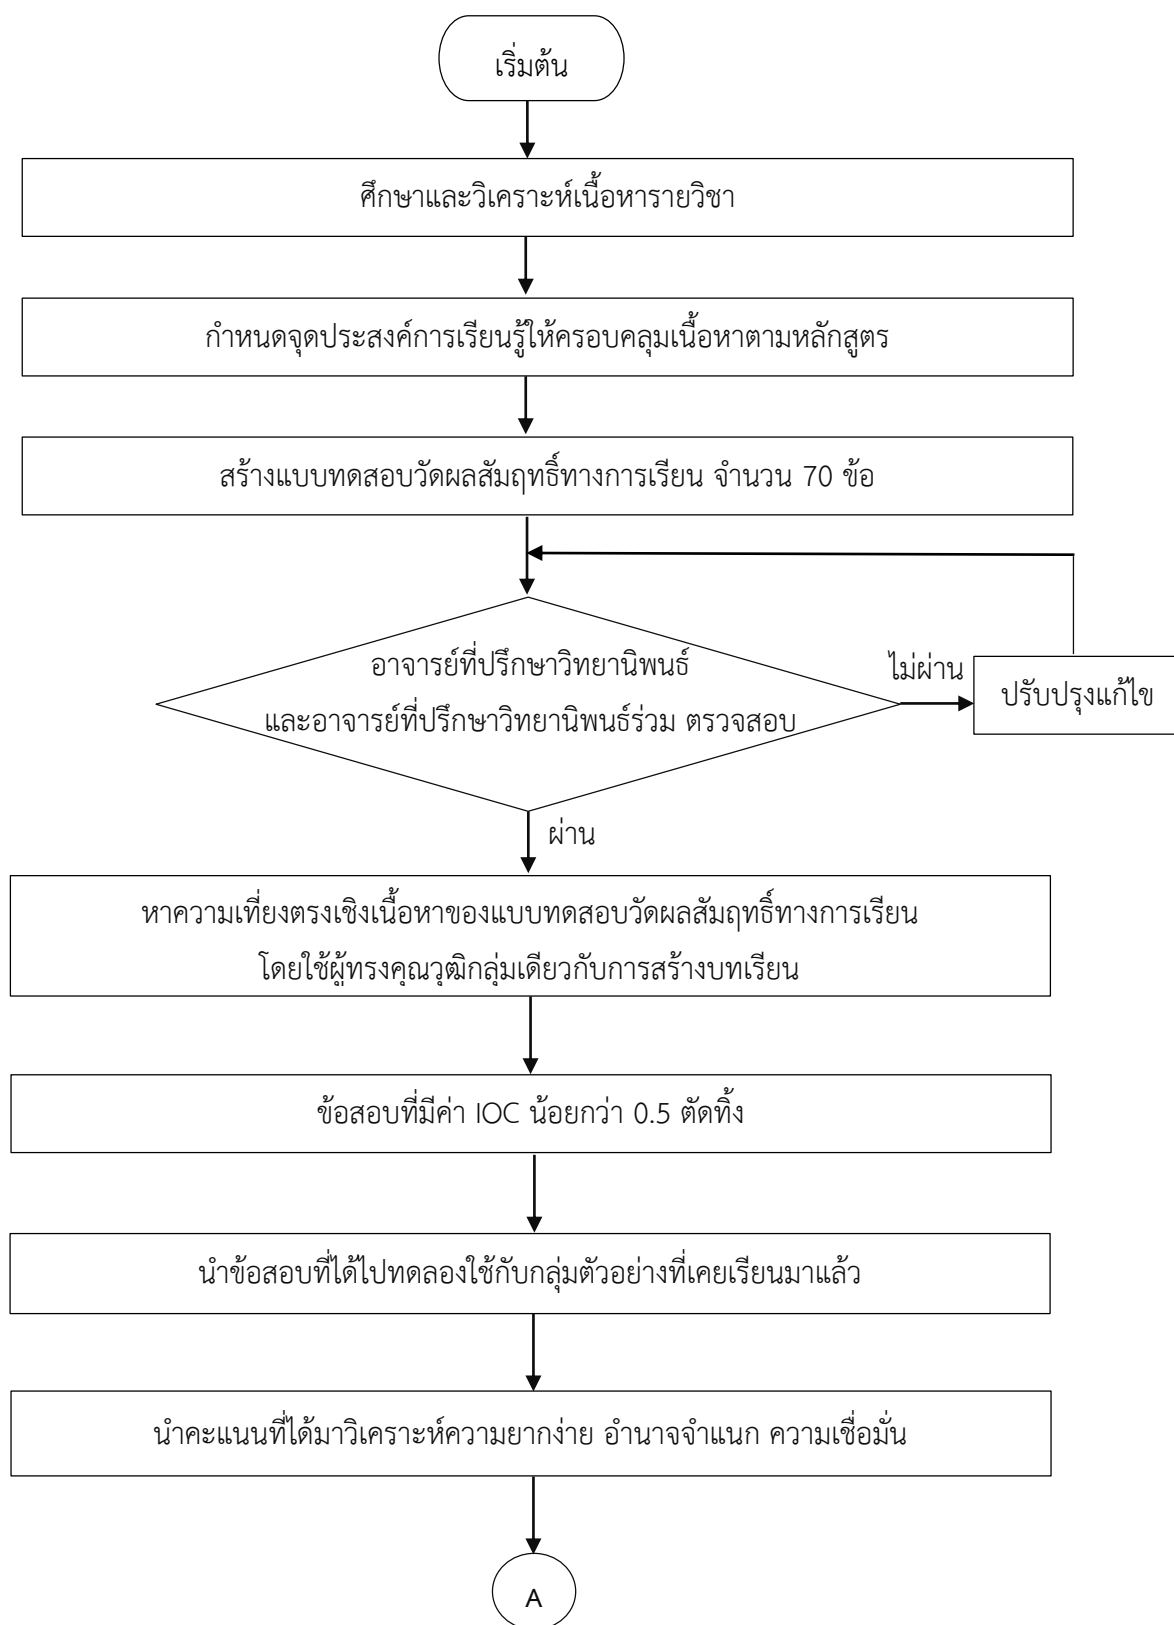 เริ่มต้น
ศึกษาและวิเคราะห์เนื้อหารายวิชา
กำหนดจุดประสงค์การเรียนรู้ให้ครอบคลุมเนื้อหาตามหลักสูตร
สร้างแบบทดสอบวัดผลสัมฤทธิ์ทางการเรียน จำนวน 70 ข้อ
อาจารย์ที่ปรึกษาวิทยานิพนธ์
และอาจารย์ที่ปรึกษาวิทยานิพนธ์ร่วม ตรวจสอบ
ไม่ผ่าน
ปรับปรุงแก้ไข
ผ่าน
หาความเที่ยงตรงเชิงเนื้อหาของแบบทดสอบวัดผลสัมฤทธิ์ทางการเรียน
โดยใช้ผู้ทรงคุณวุฒิกลุ่มเดียวกับการสร้างบทเรียน
ข้อสอบที่มีค่า IOC น้อยกว่า 0.5 ตัดทิ้ง
นำข้อสอบที่ได้ไปทดลองใช้กับกลุ่มตัวอย่างที่เคยเรียนมาแล้ว
นำคะแนนที่ได้มาวิเคราะห์ความยากง่าย อำนาจจำแนก ความเชื่อมั่น
A